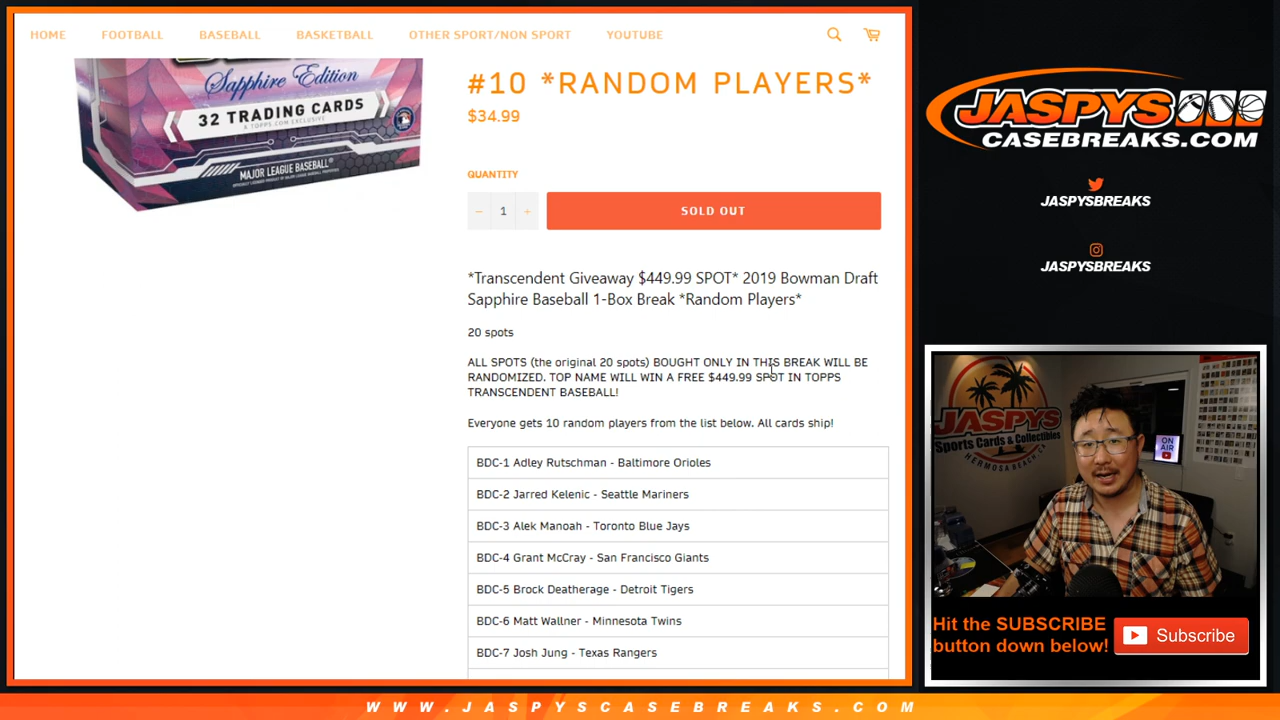 HOME FOOTBALL BASEBALL BASKETBALL OTHER SPORT/NON SPORT YOUTUBE
Sapphire Edition
32 TRADING CARDS
A TOPPS.COM EXCLUSIVE
MAJOR LEAGUE BASEBALL
#10 *RANDOM PLAYERS*
$34.99
QUANTITY
− 1 +
SOLD OUT
*Transcendent Giveaway $449.99 SPOT* 2019 Bowman Draft
Sapphire Baseball 1-Box Break *Random Players*
20 spots
ALL SPOTS (the original 20 spots) BOUGHT ONLY IN THIS BREAK WILL BE
RANDOMIZED. TOP NAME WILL WIN A FREE $449.99 SPOT IN TOPPS
TRANSCENDENT BASEBALL!
Everyone gets 10 random players from the list below. All cards ship!
BDC-1 Adley Rutschman - Baltimore Orioles
BDC-2 Jarred Kelenic - Seattle Mariners
BDC-3 Alek Manoah - Toronto Blue Jays
BDC-4 Grant McCray - San Francisco Giants
BDC-5 Brock Deatherage - Detroit Tigers
BDC-6 Matt Wallner - Minnesota Twins
BDC-7 Josh Jung - Texas Rangers
JASPYS
CASEBREAKS.COM
JASPYSBREAKS
JASPYSBREAKS
JASPYS
Sports Cards & Collectibles
HERMOSA BEACH, CA
ON
AIR
Hit the SUBSCRIBE
button down below!
Subscribe
WWW.JASPYSCASEBREAKS.COM